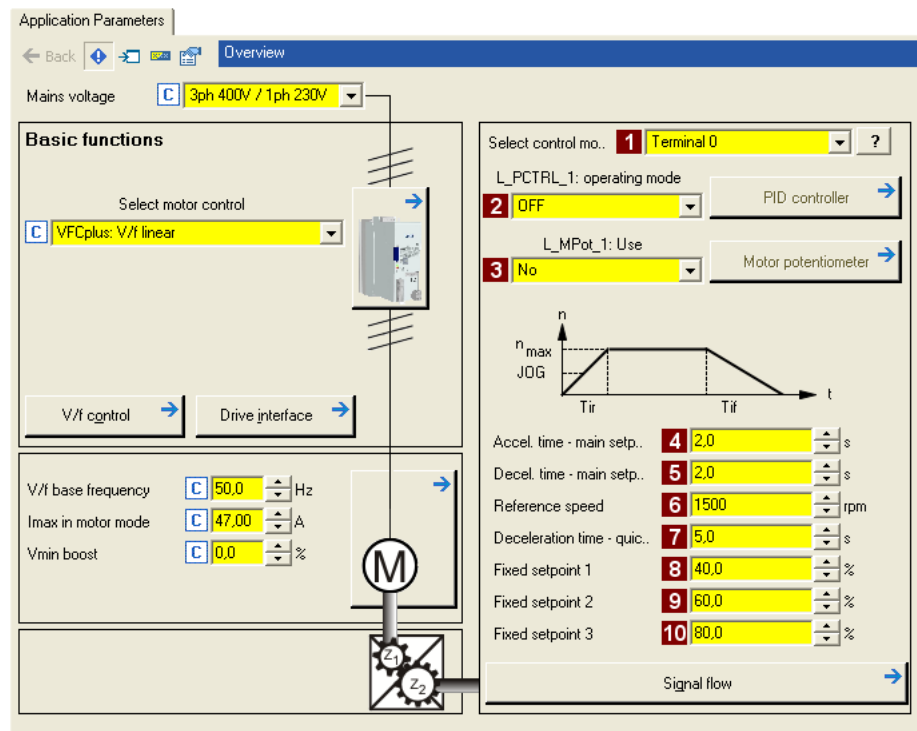 Application Parameters
Back
Overview
Mains voltage C 3ph 400V / 1ph 230V
Basic functions
Select motor control
C VFCplus: V/f linear
V/f control
Drive interface
V/f base frequency C 50,0 Hz
Imax in motor mode C 47,00 A
Vmin boost C 0,0 %
M
Z1
Z2
Select control mo.. 1 Terminal 0 ?
L_PCTRL_1: operating mode
2 OFF
PID controller
L_MPot_1: Use
3 No
Motor potentiometer
n
nmax
JOG
t
Tir Tif
Accel. time - main setp.. 4 2,0 s
Decel. time - main setp.. 5 2,0 s
Reference speed 6 1500 rpm
Deceleration time - quic.. 7 5,0 s
Fixed setpoint 1 8 40,0 %
Fixed setpoint 2 9 60,0 %
Fixed setpoint 3 10 80,0 %
Signal flow